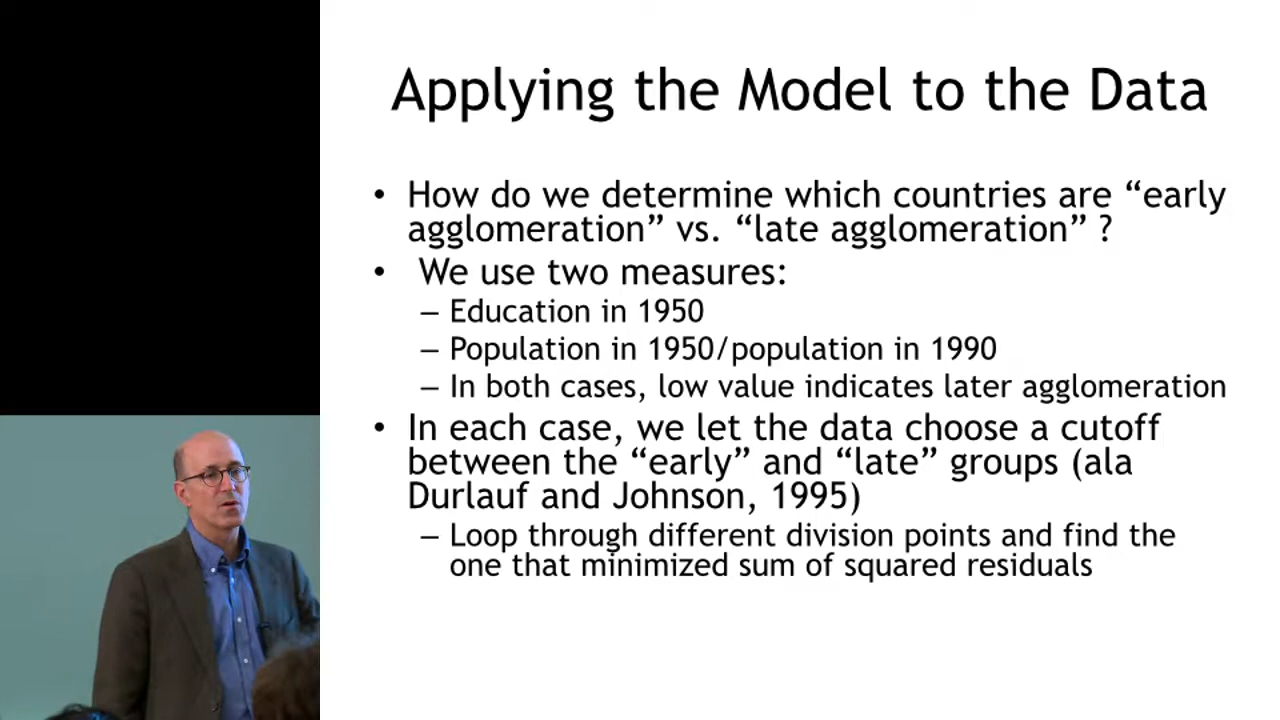 Applying the Model to the Data
• How do we determine which countries are “early
agglomeration” vs. “late agglomeration” ?
• We use two measures:
– Education in 1950
– Population in 1950/population in 1990
– In both cases, low value indicates later agglomeration
• In each case, we let the data choose a cutoff
between the “early” and “late” groups (ala
Durlauf and Johnson, 1995)
– Loop through different division points and find the
one that minimized sum of squared residuals